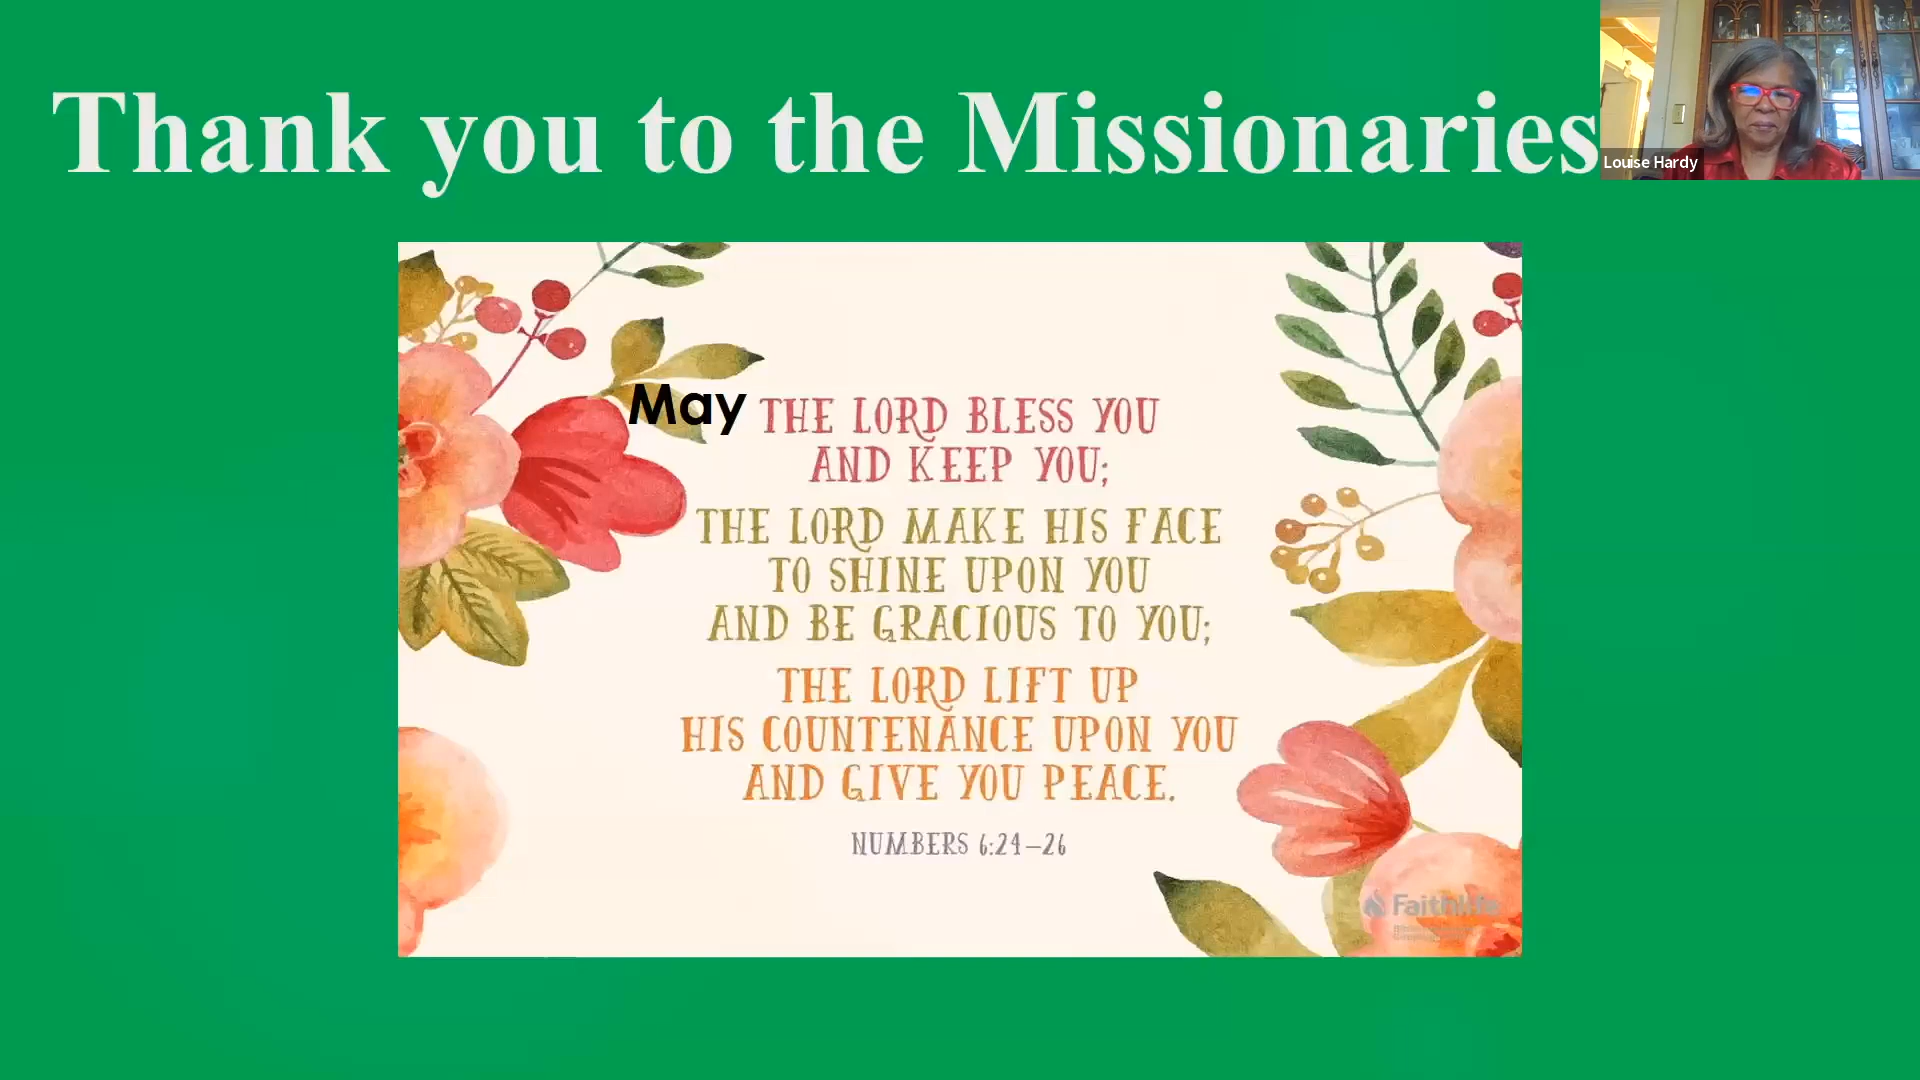 Thank you to the Missionaries
Louise Hardy
May THE LORD BLESS YOU
AND KEEP YOU;
THE LORD MAKE HIS FACE
TO SHINE UPON YOU
AND BE GRACIOUS TO YOU;
THE LORD LIFT UP
HIS COUNTENANCE UPON YOU
AND GIVE YOU PEACE.
NUMBERS 6:24–26
Faithlife